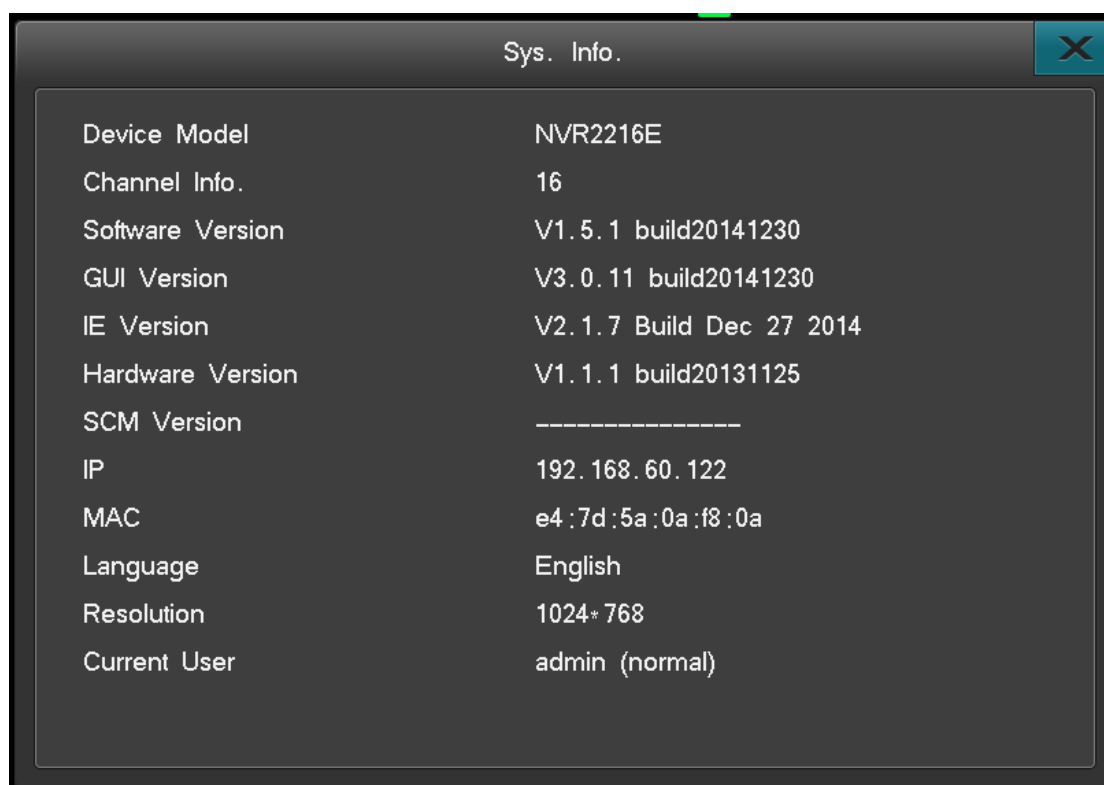 Sys. Info.
Device Model NVR2216E
Channel Info. 16
Software Version V1.5.1 build20141230
GUI Version V3.0.11 build20141230
IE Version V2.1.7 Build Dec 27 2014
Hardware Version V1.1.1 build20131125
SCM Version ---------------
IP 192.168.60.122
MAC e4:7d:5a:0a:f8:0a
Language English
Resolution 1024*768
Current User admin (normal)